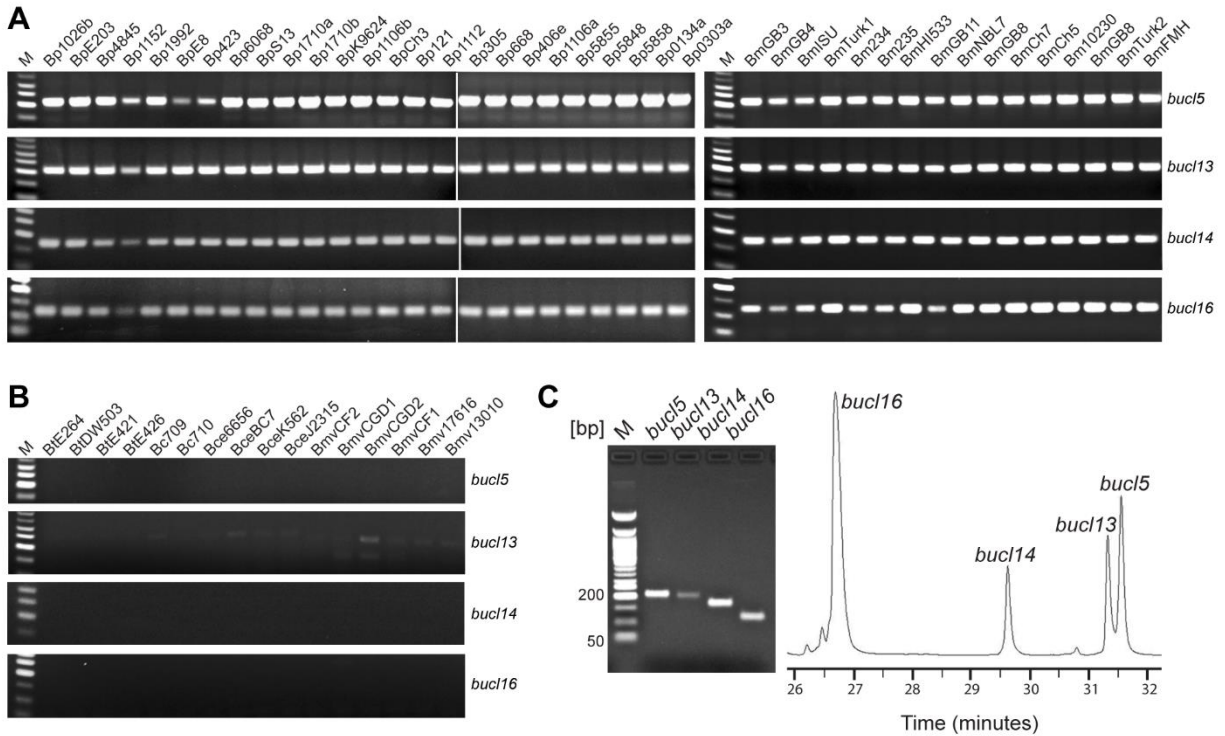 A
M Bp1026b BpE203 Bp4845 Bp1152 Bp1992 BpE8 Bp423 Bp6068 BpS13 Bp1710a Bp1710b BpK9624 Bp1106b BpCh3 Bp121 Bp1112 Bp305 Bp668 Bp406e Bp1106a Bp5855 Bp5848 Bp5858 Bp0134a Bp0303a M BmGB3 BmGB4 BmISU BmTurk1 Bm234 Bm235 BmHI533 BmGB11 BmNBL7 BmGB8 BmCh7 BmCh5 Bm10230 BmGB8 BmTurk2 BmFMH
bucl5
bucl13
bucl14
bucl16
B
M BtE264 BtDW503 BtE421 BtE426 Bc709 Bc710 Bce6656 BceBC7 BceK562 BceJ2315 BmvCF2 BmvCGD1 BmvCGD2 BmvCF1 Bmv17616 Bmv13010
bucl5
bucl13
bucl14
bucl16
C
[bp] M bucl5 bucl13 bucl14 bucl16
200
50
bucl16
bucl14
bucl13
bucl5
26 27 28 29 30 31 32
Time (minutes)